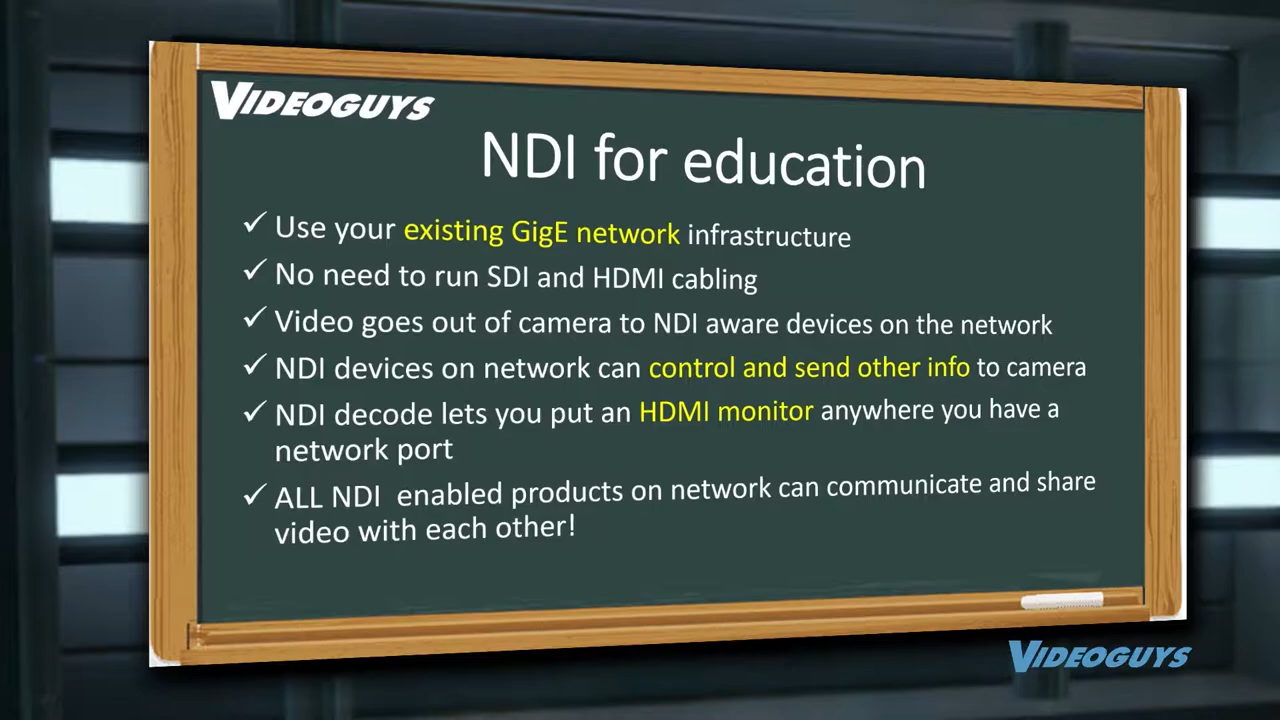 VIDEOGUYS
NDI for education
✓ Use your existing GigE network infrastructure
✓ No need to run SDI and HDMI cabling
✓ Video goes out of camera to NDI aware devices on the network
✓ NDI devices on network can control and send other info to camera
✓ NDI decode lets you put an HDMI monitor anywhere you have a
network port
✓ ALL NDI  enabled products on network can communicate and share
video with each other!
VIDEOGUYS